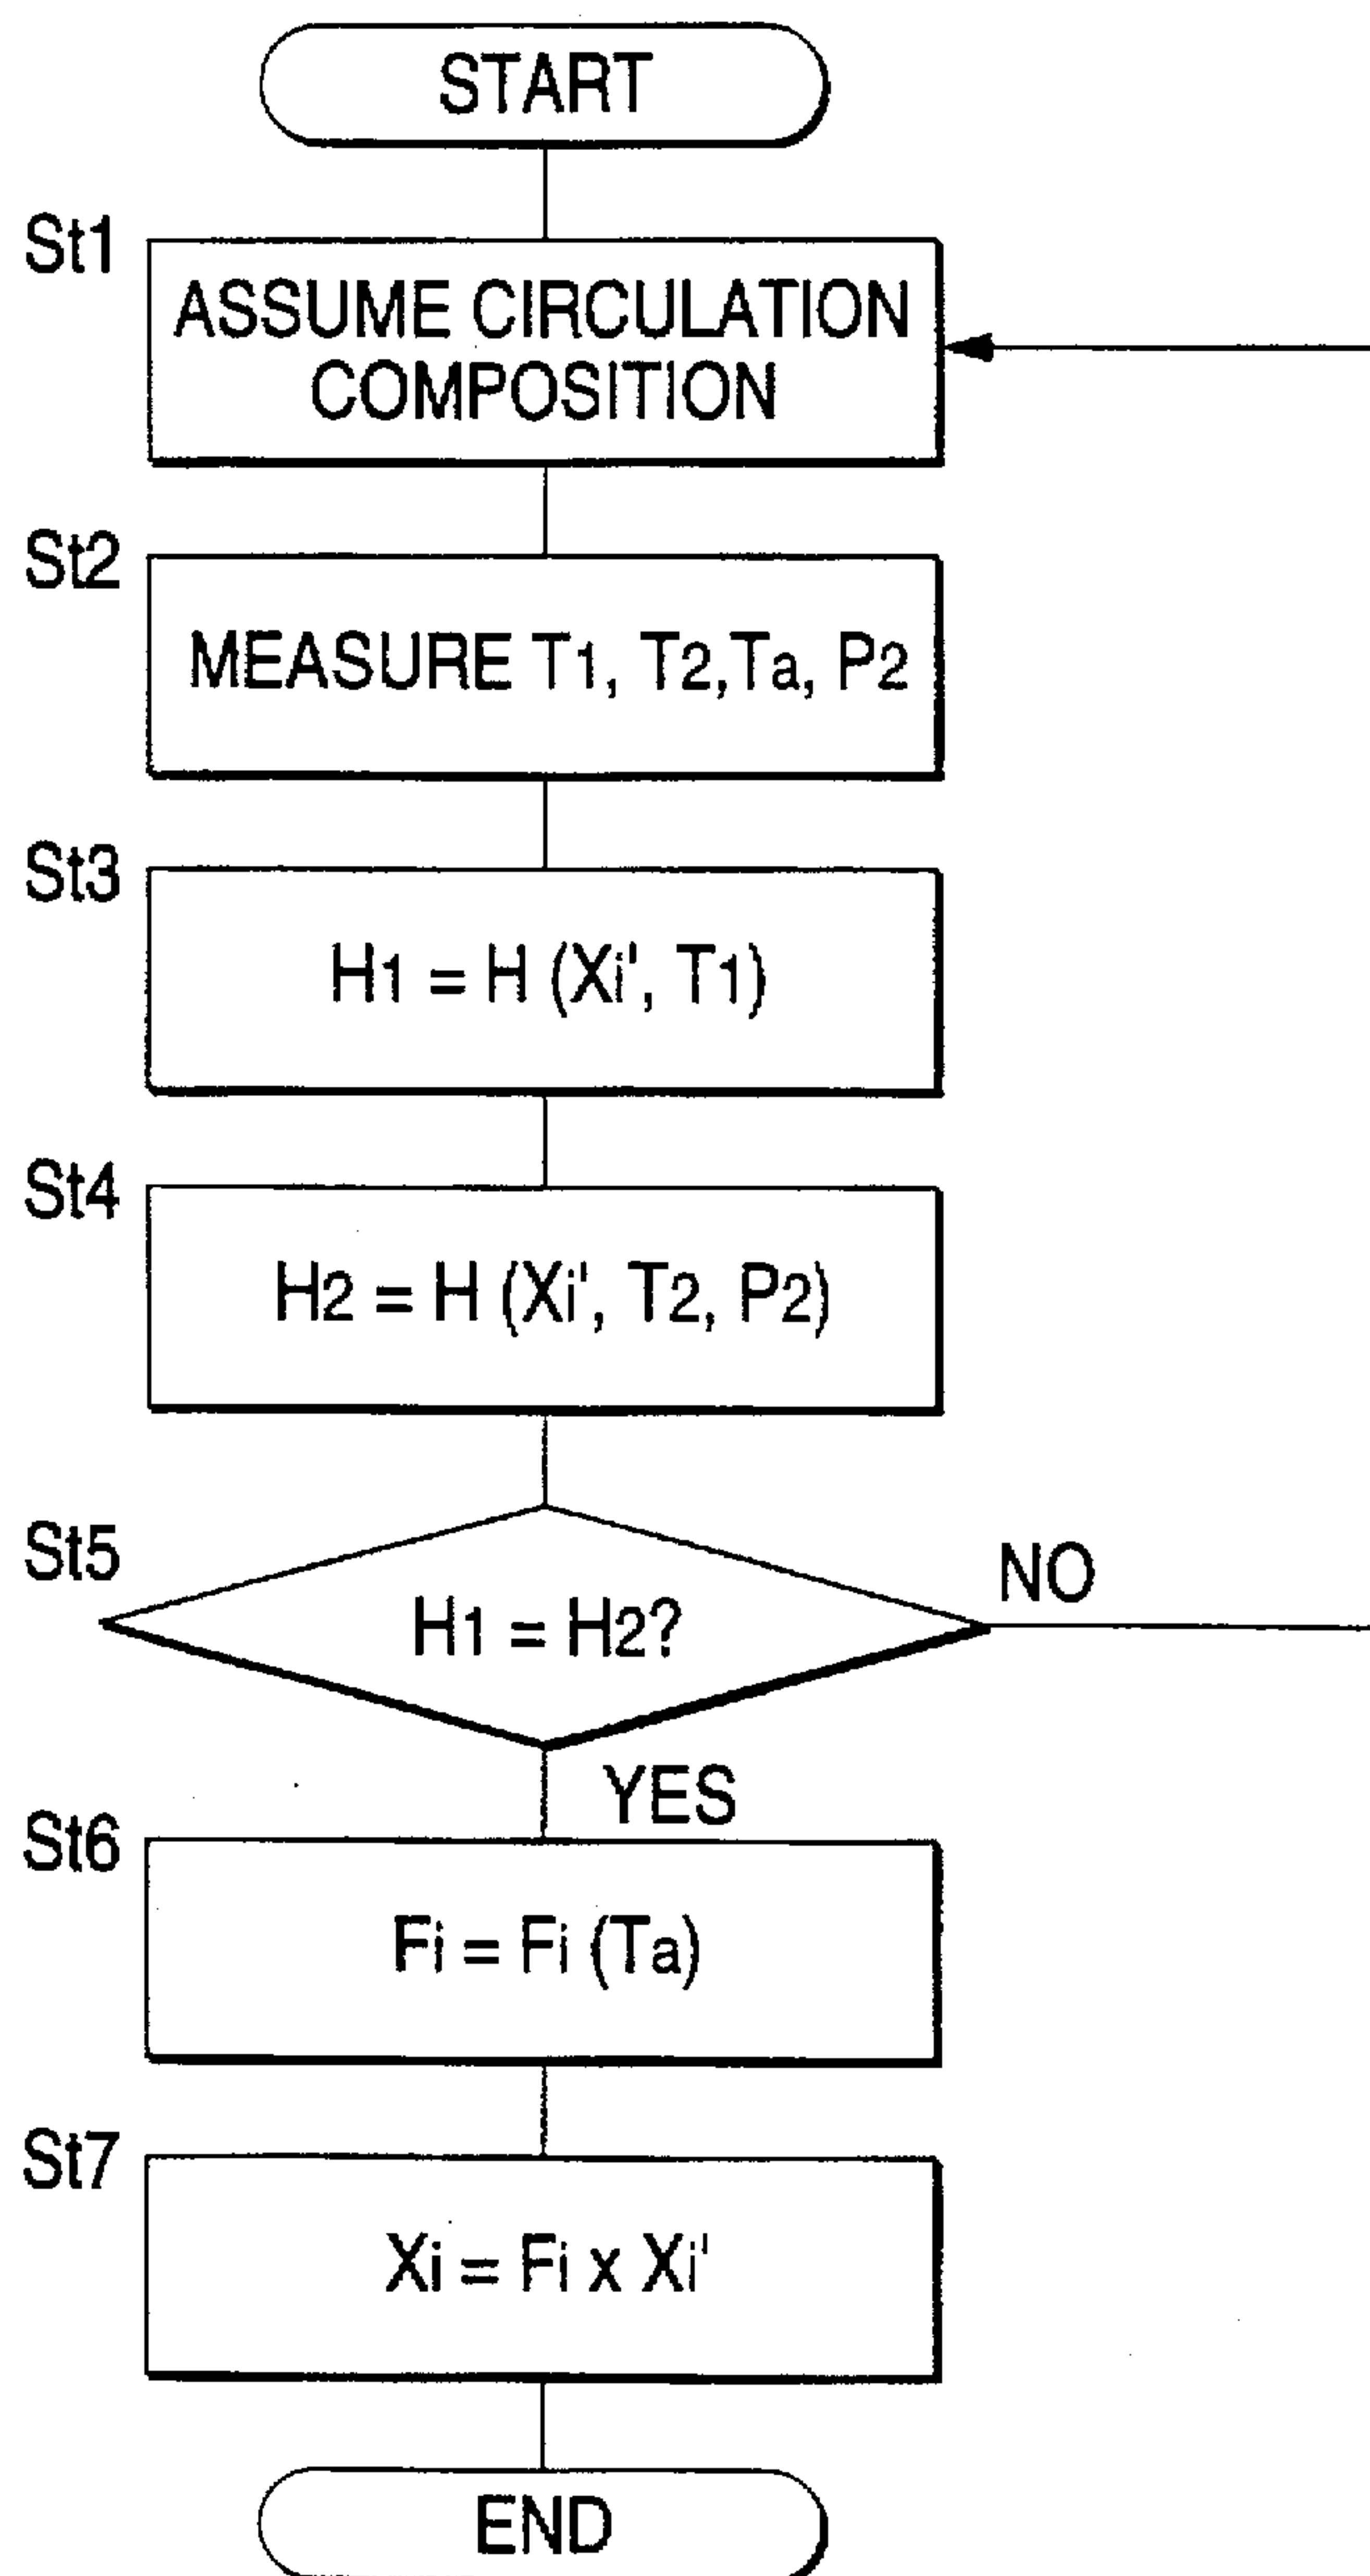 START
St1
ASSUME CIRCULATION
COMPOSITION
St2
MEASURE T1, T2,Ta, P2
St3
H1 = H (Xi', T1)
St4
H2 = H (Xi', T2, P2)
St5
H1 = H2?
NO
YES
St6
Fi = Fi (Ta)
St7
Xi = Fi x Xi'
END